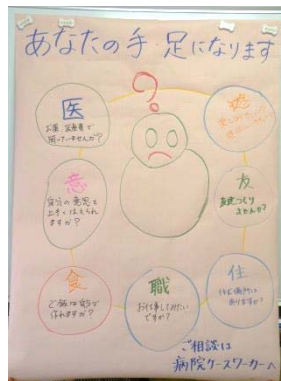 あなたの手・足になります
?
医
お薬、医療費で
困っていませんか?
意
自分の意思を
上手く伝えられ
ますか?
食
ご飯は自分で
作れますか?
職
お仕事してみたい
ですか?
住
住む場所は
ありますか?
友
友達つくり
ませんか?
ご相談は
病院ケースワーカーへ